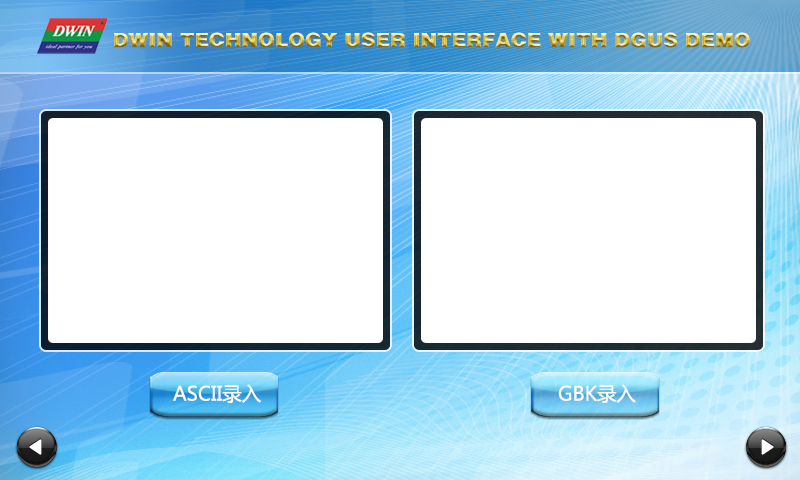 DWIN
ideal partner for you
DWIN TECHNOLOGY USER INTERFACE WITH DGUS DEMO
ASCII录入
GBK录入